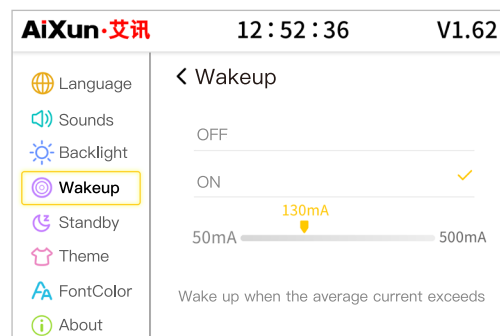 AiXun·艾讯 12:52:36 V1.62
Language
Sounds
Backlight
Wakeup
Standby
Theme
FontColor
About
Wakeup
OFF
ON
130mA
50mA 500mA
Wake up when the average current exceeds